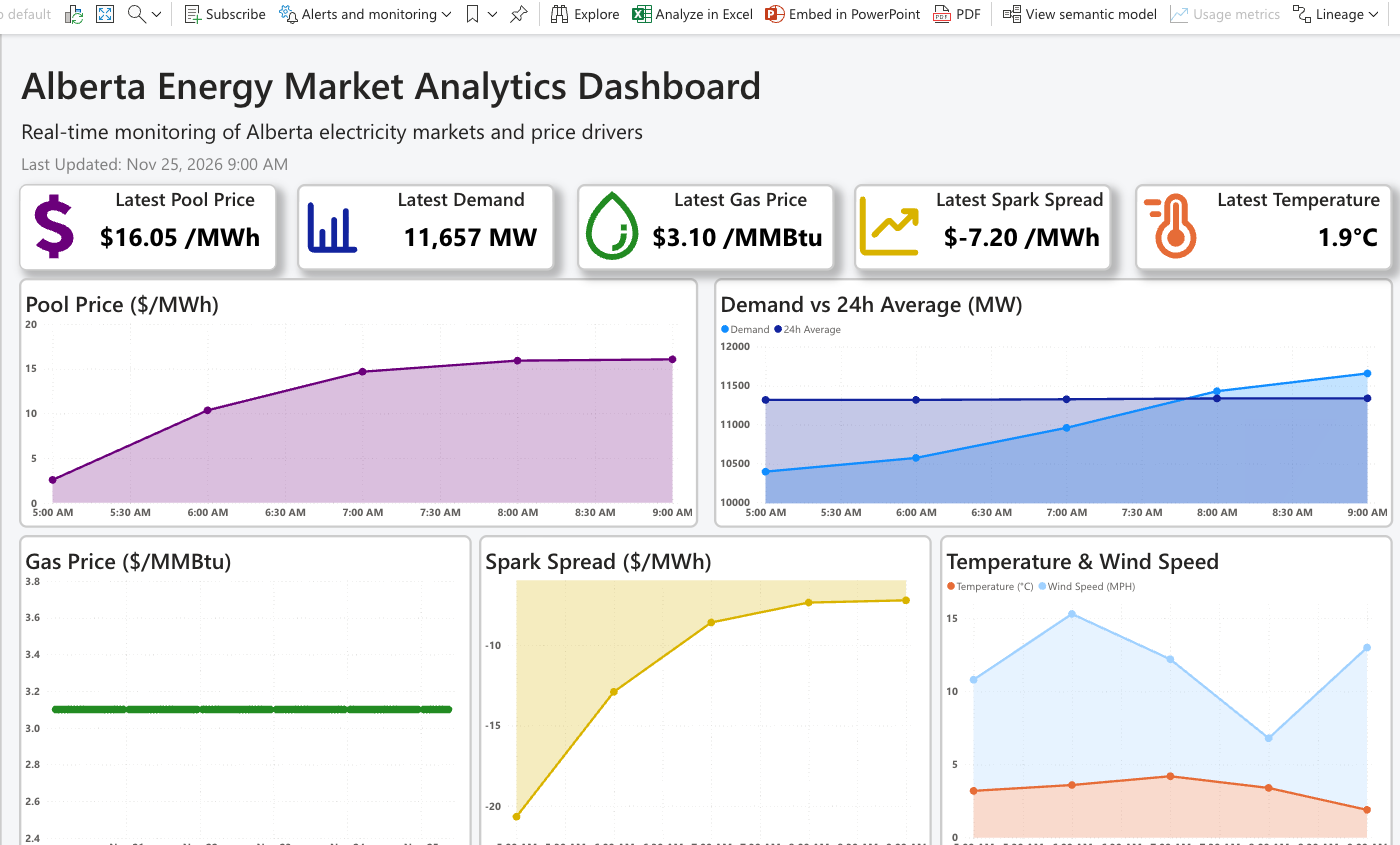 o default Subscribe Alerts and monitoring Explore Analyze in Excel Embed in PowerPoint PDF View semantic model Usage metrics Lineage
Alberta Energy Market Analytics Dashboard
Real-time monitoring of Alberta electricity markets and price drivers
Last Updated: Nov 25, 2026 9:00 AM
Latest Pool Price
$16.05 /MWh
Latest Demand
11,657 MW
Latest Gas Price
$3.10 /MMBtu
Latest Spark Spread
$-7.20 /MWh
Latest Temperature
1.9°C
Pool Price ($/MWh)
20
15
10
5
0
5:00 AM 5:30 AM 6:00 AM 6:30 AM 7:00 AM 7:30 AM 8:00 AM 8:30 AM 9:00 AM
Demand vs 24h Average (MW)
Demand 24h Average
12000
11500
11000
10500
10000
5:00 AM 5:30 AM 6:00 AM 6:30 AM 7:00 AM 7:30 AM 8:00 AM 8:30 AM 9:00 AM
Gas Price ($/MMBtu)
3.8
3.6
3.4
3.2
3.0
2.8
2.6
2.4
Spark Spread ($/MWh)
-10
-15
-20
Temperature & Wind Speed
Temperature (°C) Wind Speed (MPH)
15
10
5
0